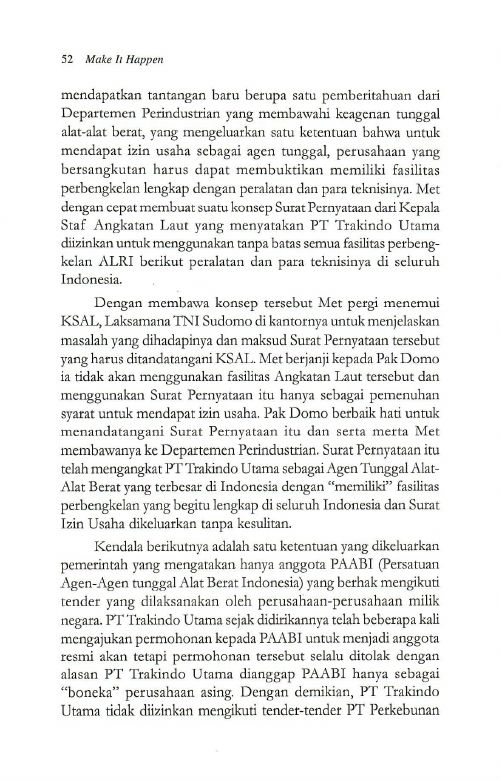 52 Make It Happen
mendapatkan tantangan baru berupa satu pemberitahuan dari
Departemen Perindustrian yang membawahi keagenan tunggal
alat-alat berat, yang mengeluarkan satu ketentuan bahwa untuk
mendapat izin usaha sebagai agen tunggal, perusahaan yang
bersangkutan harus dapat membuktikan memiliki fasilitas
perbengkelan lengkap dengan peralatan dan para teknisinya. Met
dengan cepat membuat suatu konsep Surat Pernyataan dari Kepala
Staf Angkatan Laut yang menyatakan PT Trakindo Utama
diizinkan untuk menggunakan tanpa batas semua fasilitas perbeng-
kelan ALRI berikut peralatan dan para teknisinya di seluruh
Indonesia.
Dengan membawa konsep tersebut Met pergi menemui
KSAL, Laksamana TNI Sudomo di kantornya untuk menjelaskan
masalah yang dihadapinya dan maksud Surat Pernyataan tersebut
yang harus ditandatangani KSAL. Met berjanji kepada Pak Domo
ia tidak akan menggunakan fasilitas Angkatan Laut tersebut dan
menggunakan Surat Pernyataan itu hanya sebagai pemenuhan
syarat untuk mendapat izin usaha. Pak Domo berbaik hati untuk
menandatangani Surat Pernyataan itu dan serta merta Met
membawanya ke Departemen Perindustrian. Surat Pernyataan itu
telah mengangkat PT Trakindo Utama sebagai Agen Tunggal Alat-
Alat Berat yang terbesar di Indonesia dengan “memiliki” fasilitas
perbengkelan yang begitu lengkap di seluruh Indonesia dan Surat
Izin Usaha dikeluarkan tanpa kesulitan.
Kendala berikutnya adalah satu ketentuan yang dikeluarkan
pemerintah yang mengatakan hanya anggota PAABI (Persatuan
Agen-Agen tunggal Alat Berat Indonesia) yang berhak mengikuti
tender yang dilaksanakan oleh perusahaan-perusahaan milik
negara. PT Trakindo Utama sejak didirikannya telah beberapa kali
mengajukan permohonan kepada PAABI untuk menjadi anggota
resmi akan tetapi permohonan tersebut selalu ditolak dengan
alasan PT Trakindo Utama dianggap PAABI hanya sebagai
“boneka” perusahaan asing. Dengan demikian, PT Trakindo
Utama tidak diizinkan mengikuti tender-tender PT Perkebunan